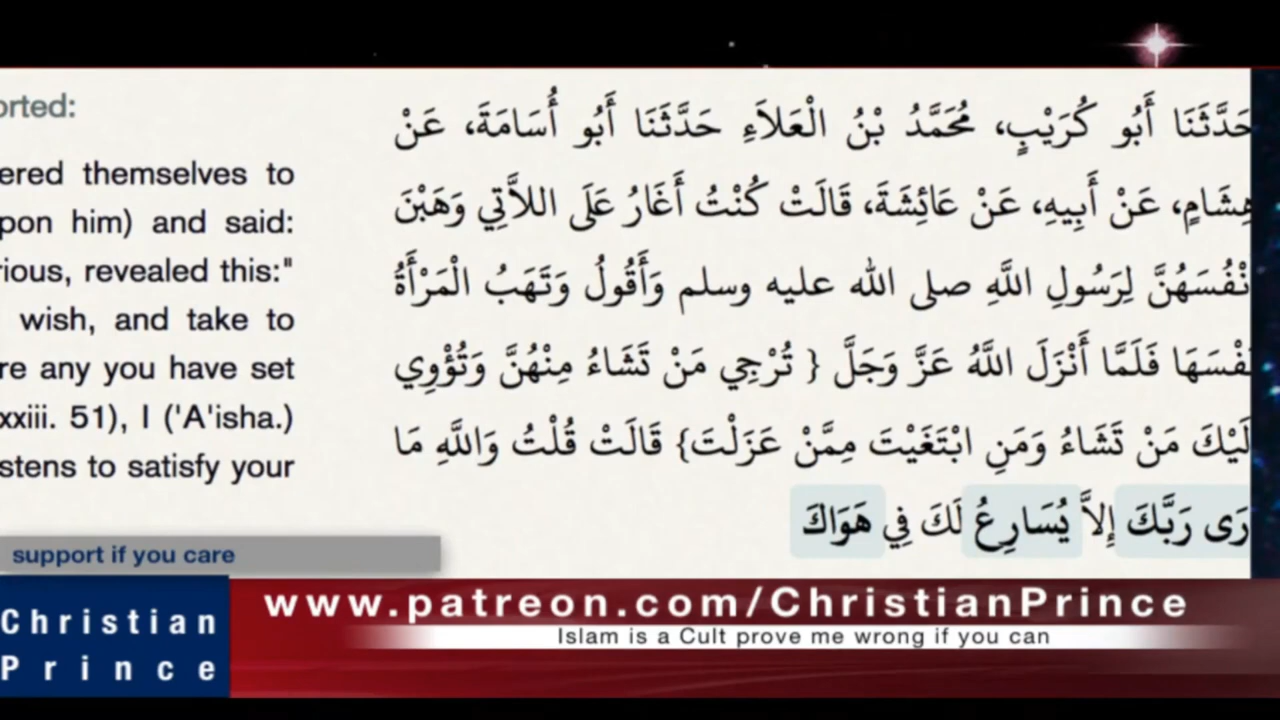 orted:
ered themselves to
pon him) and said:
rious, revealed this:"
wish, and take to
re any you have set
xxiii. 51), I ('A'isha.)
stens to satisfy your
حَدَّثَنَا أَبُو كُرَيْبٍ، مُحَمَّدُ بْنُ الْعَلاَءِ حَدَّثَنَا أَبُو أُسَامَةَ، عَنْ
هِشَامٍ، عَنْ أَبِيهِ، عَنْ عَائِشَةَ، قَالَتْ كُنْتُ أَغَارُ عَلَى اللاَّتِي وَهَبْنَ
نْفُسَهُنَّ لِرَسُولِ اللَّهِ صلى الله عليه وسلم وَأَقُولُ وَتَهَبُ الْمَرْأَةُ
نَفْسَهَا فَلَمَّا أَنْزَلَ اللَّهُ عَزَّ وَجَلَّ { تُرْجِي مَنْ تَشَاءُ مِنْهُنَّ وَتُؤْوِي
لَيْكَ مَنْ تَشَاءُ وَمَنِ ابْتَغَيْتَ مِمَّنْ عَزَلْتَ} قَالَتْ قُلْتُ وَاللَّهِ مَا
رَى رَبَّكَ إِلاَّ يُسَارِعُ لَكَ فِي هَوَاكَ
support if you care
Christian
Prince
www.patreon.com/ChristianPrince
Islam is a Cult prove me wrong if you can